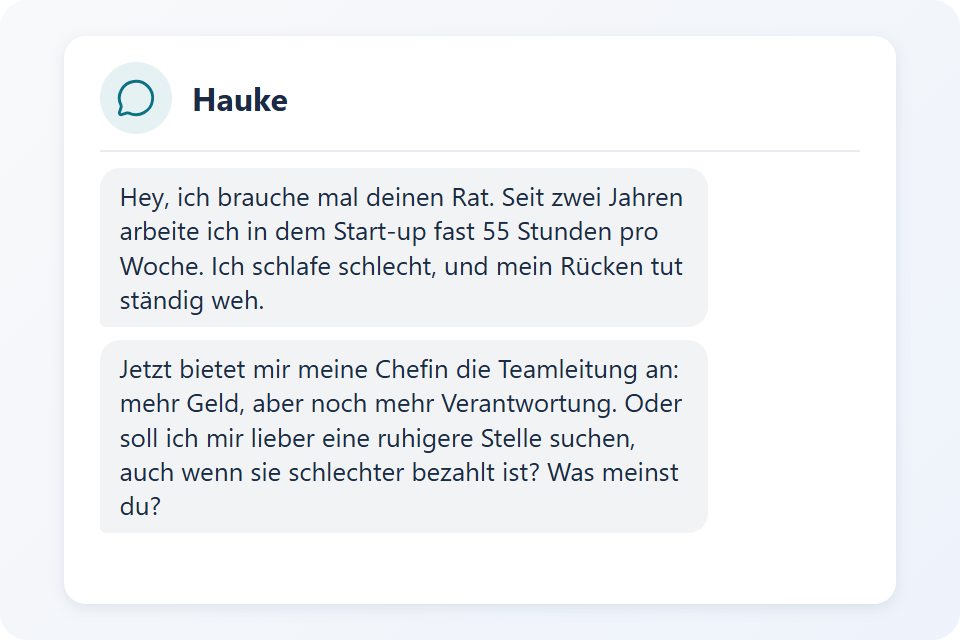 Hauke
Hey, ich brauche mal deinen Rat. Seit zwei Jahren
arbeite ich in dem Start-up fast 55 Stunden pro
Woche. Ich schlafe schlecht, und mein Rücken tut
ständig weh.
Jetzt bietet mir meine Chefin die Teamleitung an:
mehr Geld, aber noch mehr Verantwortung. Oder
soll ich mir lieber eine ruhigere Stelle suchen,
auch wenn sie schlechter bezahlt ist? Was meinst
du?